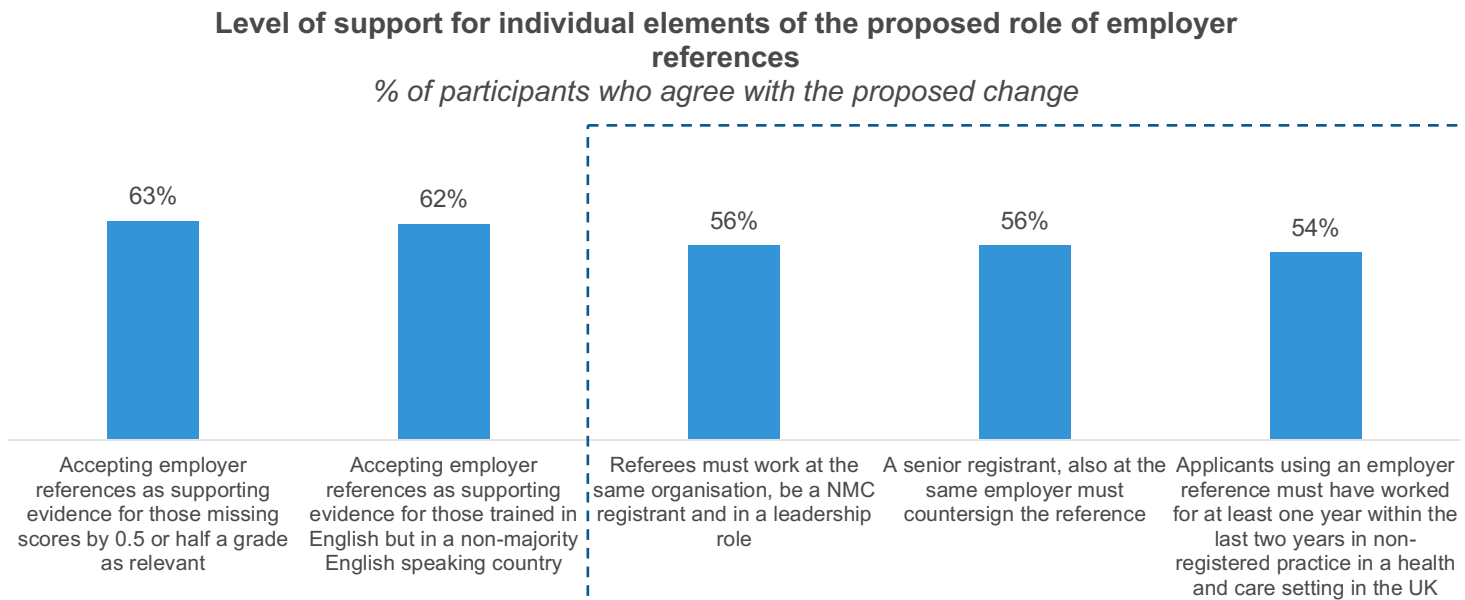 Level of support for individual elements of the proposed role of employer
references
% of participants who agree with the proposed change
63%
62%
56%
56%
54%
Accepting employer
references as supporting
evidence for those missing
scores by 0.5 or half a grade
as relevant
Accepting employer
references as supporting
evidence for those trained in
English but in a non-majority
English speaking country
Referees must work at the
same organisation, be a NMC
registrant and in a leadership
role
A senior registrant, also at the
same employer must
countersign the reference
Applicants using an employer
reference must have worked
for at least one year within the
last two years in non-
registered practice in a health
and care setting in the UK